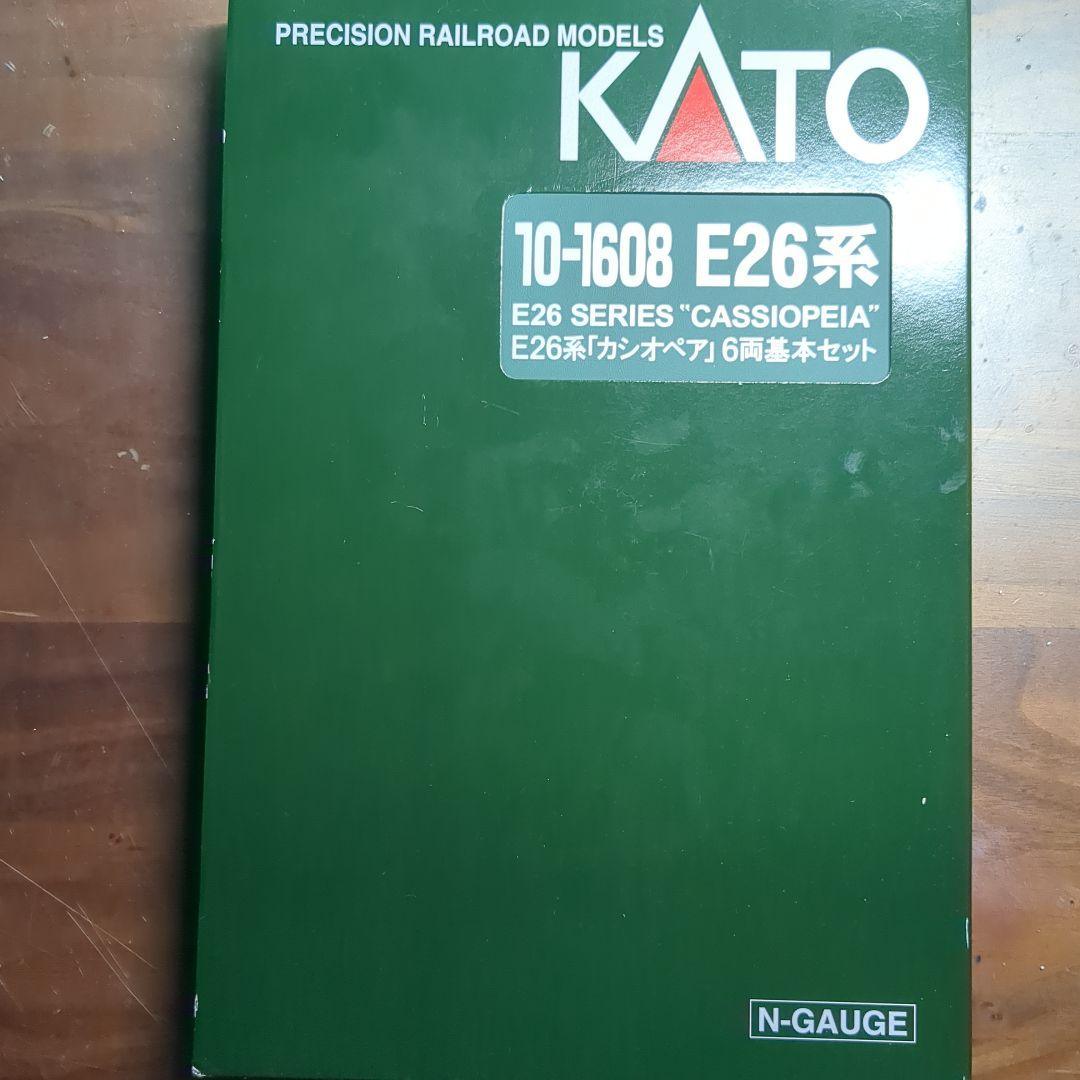 PRECISION RAILROAD MODELS
KATO
10-1608 E26系
E26 SERIES "CASSIOPEIA"
E26系「カシオペア」6両基本セット
N-GAUGE